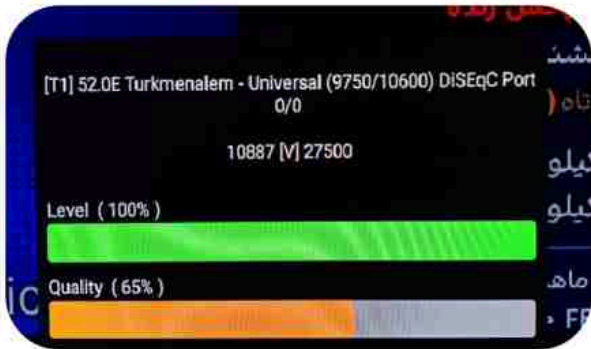 [T1] 52.0E Turkmenalem - Universal (9750/10600) DiSEqC Port
0/0
10887 [V] 27500
Level ( 100% )
Quality ( 65% )